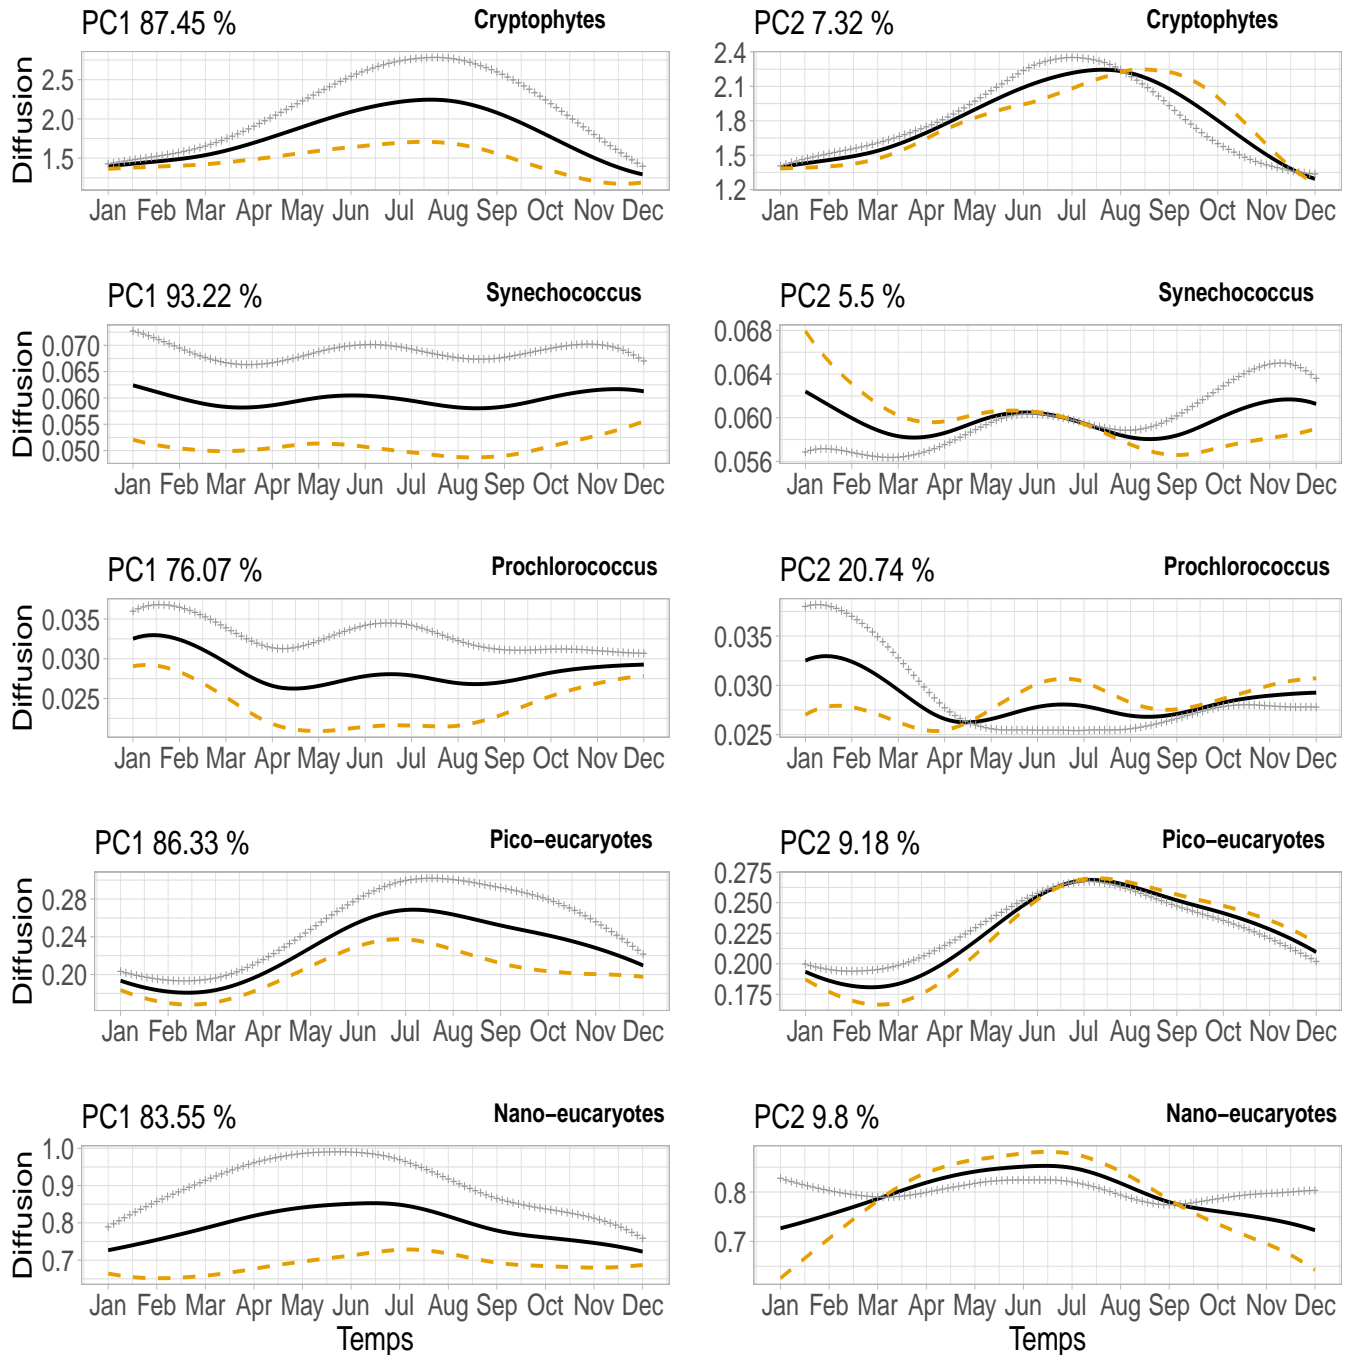 PC1 87.45 % Cryptophytes
Diffusion
2.5
2.0
1.5
Jan Feb Mar Apr May Jun Jul Aug Sep Oct Nov Dec
PC2 7.32 % Cryptophytes
2.4
2.1
1.8
1.5
1.2
Jan Feb Mar Apr May Jun Jul Aug Sep Oct Nov Dec
PC1 93.22 % Synechococcus
Diffusion
0.070
0.065
0.060
0.055
0.050
Jan Feb Mar Apr May Jun Jul Aug Sep Oct Nov Dec
PC2 5.5 % Synechococcus
0.068
0.064
0.060
0.056
Jan Feb Mar Apr May Jun Jul Aug Sep Oct Nov Dec
PC1 76.07 % Prochlorococcus
Diffusion
0.035
0.030
0.025
Jan Feb Mar Apr May Jun Jul Aug Sep Oct Nov Dec
PC2 20.74 % Prochlorococcus
0.035
0.030
0.025
Jan Feb Mar Apr May Jun Jul Aug Sep Oct Nov Dec
PC1 86.33 % Pico−eucaryotes
Diffusion
0.28
0.24
0.20
Jan Feb Mar Apr May Jun Jul Aug Sep Oct Nov Dec
PC2 9.18 % Pico−eucaryotes
0.275
0.250
0.225
0.200
0.175
Jan Feb Mar Apr May Jun Jul Aug Sep Oct Nov Dec
PC1 83.55 % Nano−eucaryotes
Diffusion
1.0
0.9
0.8
0.7
Jan Feb Mar Apr May Jun Jul Aug Sep Oct Nov Dec
Temps
PC2 9.8 % Nano−eucaryotes
0.8
0.7
Jan Feb Mar Apr May Jun Jul Aug Sep Oct Nov Dec
Temps